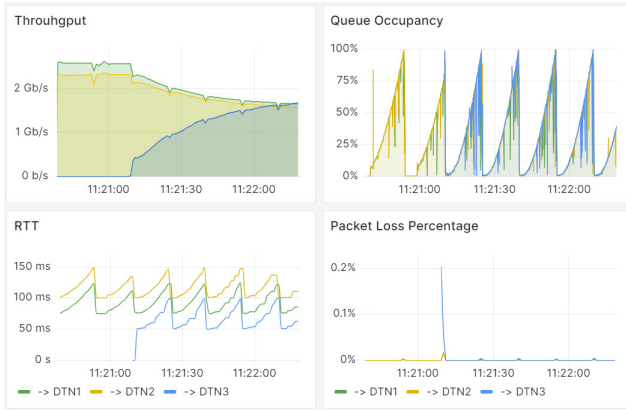 Throuhgput
2 Gb/s
1 Gb/s
0 b/s
11:21:00 11:21:30 11:22:00
Queue Occupancy
100%
75%
50%
25%
0%
11:21:00 11:21:30 11:22:00
RTT
150 ms
100 ms
50 ms
0 s
11:21:00 11:21:30 11:22:00
-> DTN1 -> DTN2 -> DTN3
Packet Loss Percentage
0.2%
0.1%
0%
11:21:00 11:21:30 11:22:00
-> DTN1 -> DTN2 -> DTN3